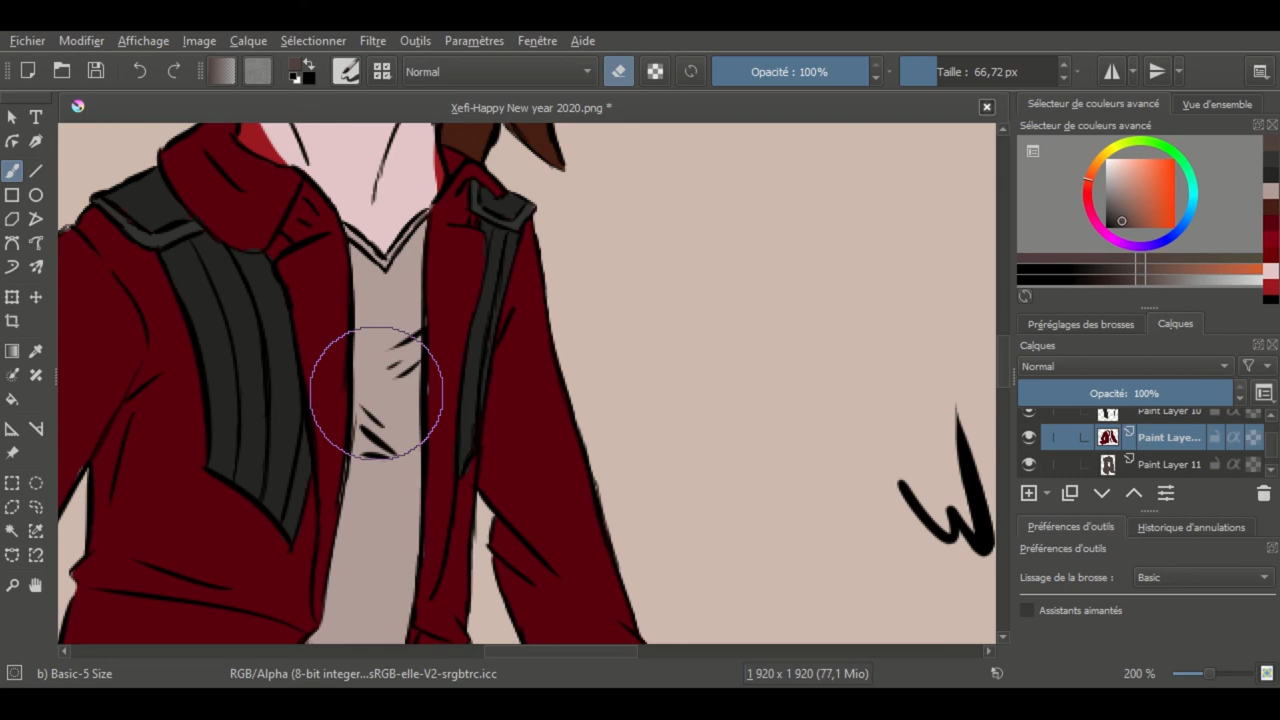 Fichier Modifier Affichage Image Calque Sélectionner Filtre Outils Paramètres Fenêtre Aide
Normal Opacité : 100% Taille : 66,72 px
Xefi-Happy New year 2020.png *
Sélecteur de couleurs avancé Vue d'ensemble
Sélecteur de couleurs avancé
Préréglages des brosses Calques
Calques
Normal
Opacité: 100%
Paint Layer 10
Paint Laye...
Paint Layer 11
Préférences d'outils Historique d'annulations
Préférences d'outils
Lissage de la brosse : Basic
Assistants aimantés
W
b) Basic-5 Size RGB/Alpha (8-bit integer...sRGB-elle-V2-srgbtrc.icc 1 920 x 1 920 (77,1 Mio) 200 %